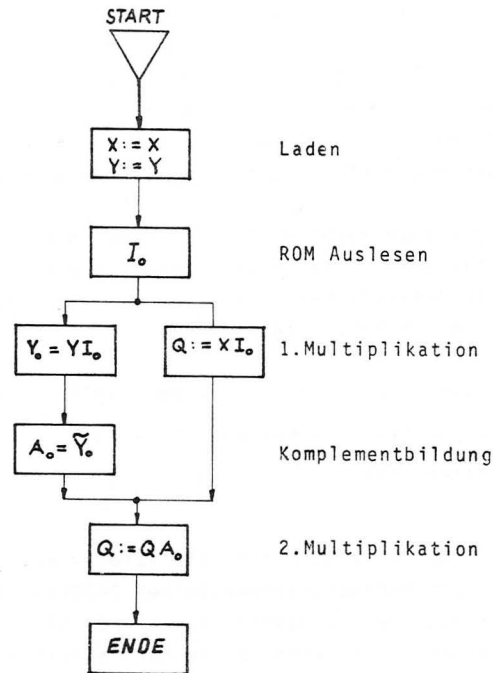 START
X:=X
Y:=Y
Laden
I₀
ROM Auslesen
Y₀ = YI₀
Q:=XI₀
1.Multiplikation
A₀=Ỹ₀
Komplementbildung
Q:=QA₀
2.Multiplikation
ENDE